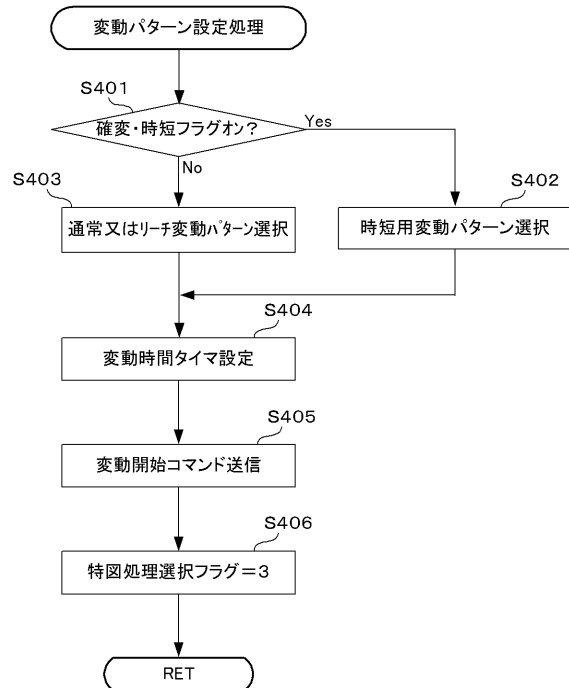 変動パターン設定処理
S401
確変・時短フラグオン？
Yes
No
S403
通常又はリーチ変動パターン選択
S402
時短用変動パターン選択
S404
変動時間タイマ設定
S405
変動開始コマンド送信
S406
特図処理選択フラグ＝３
RET